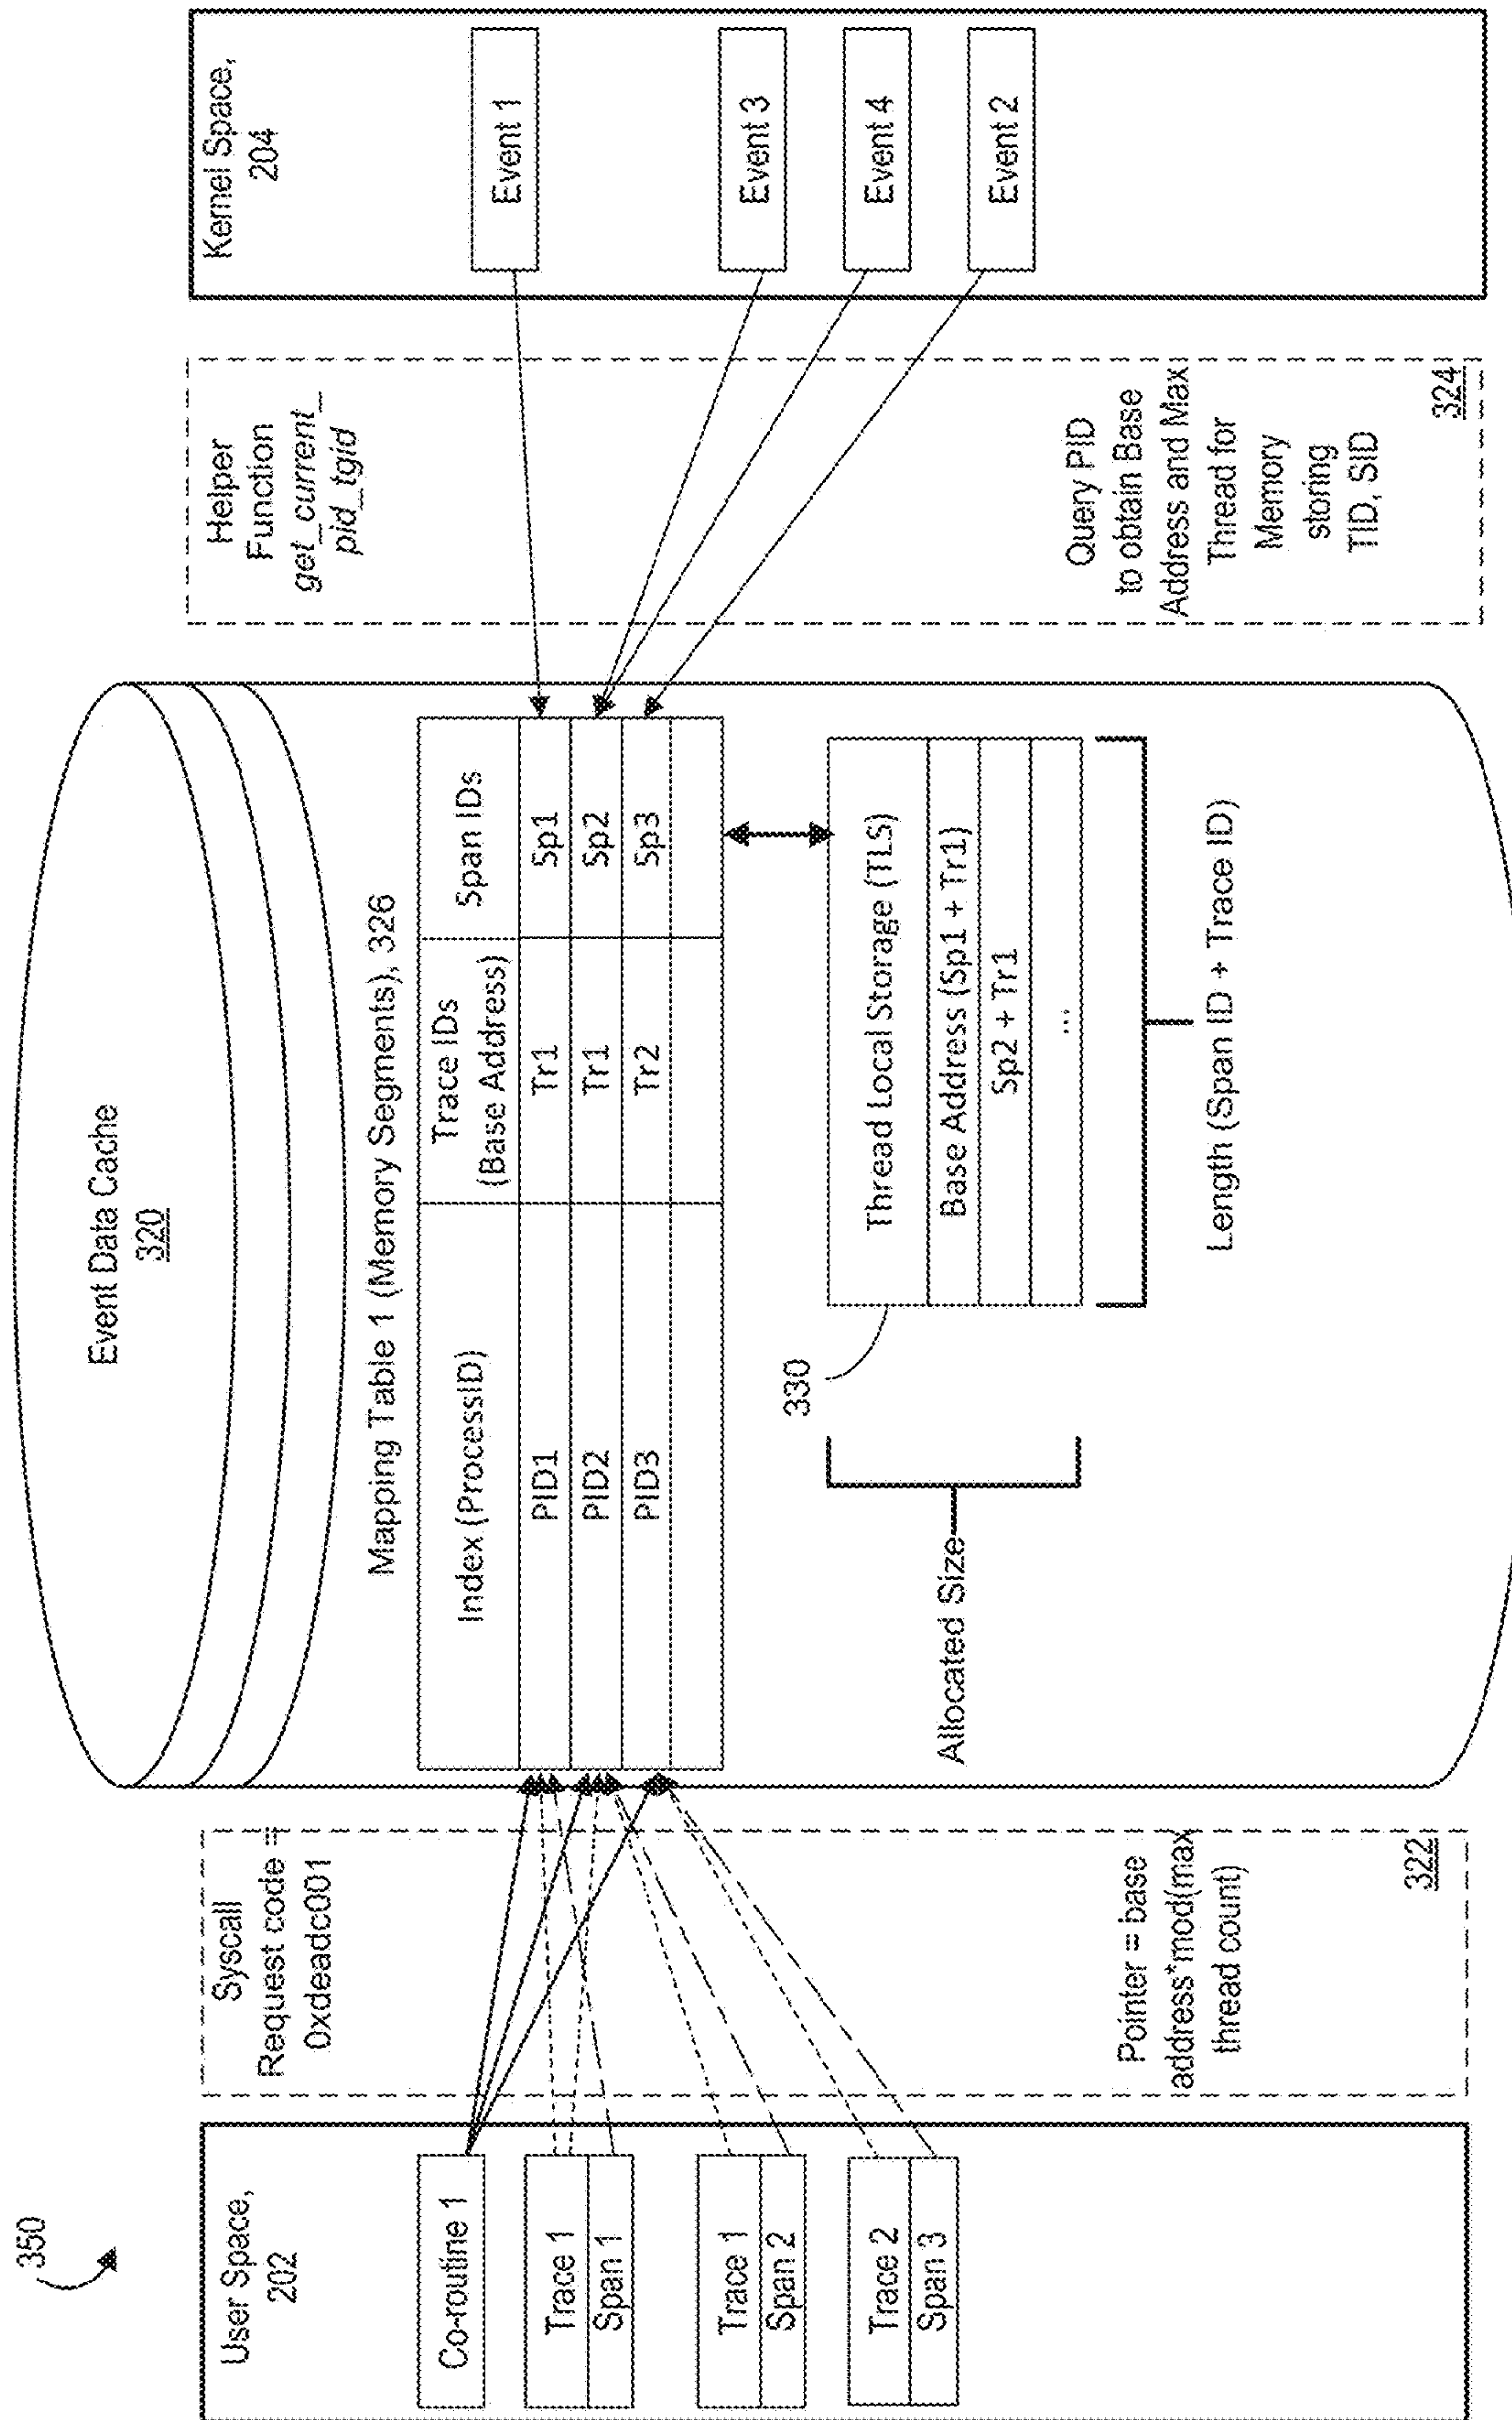 350
User Space,
202
Co-routine 1
Trace 1
Span 1
Trace 1
Span 2
Trace 2
Span 3
Syscall
Request code =
0xdeadc001
Pointer = base
address*mod(max
thread count)
322
Event Data Cache
320
Mapping Table 1 (Memory Segments), 326
Index (ProcessID)
Trace IDs
(Base Address)
Span IDs
PID1
Tr1
Sp1
PID2
Tr1
Sp2
PID3
Tr2
Sp3
330
Allocated Size
Thread Local Storage (TLS)
Base Address (Sp1 + Tr1)
Sp2 + Tr1
...
Length (Span ID + Trace ID)
Helper
Function
get_current_
pid_tgid
Query PID
to obtain Base
Address and Max
Thread for
Memory
storing
TID, SID
324
Kernel Space,
204
Event 1
Event 3
Event 4
Event 2